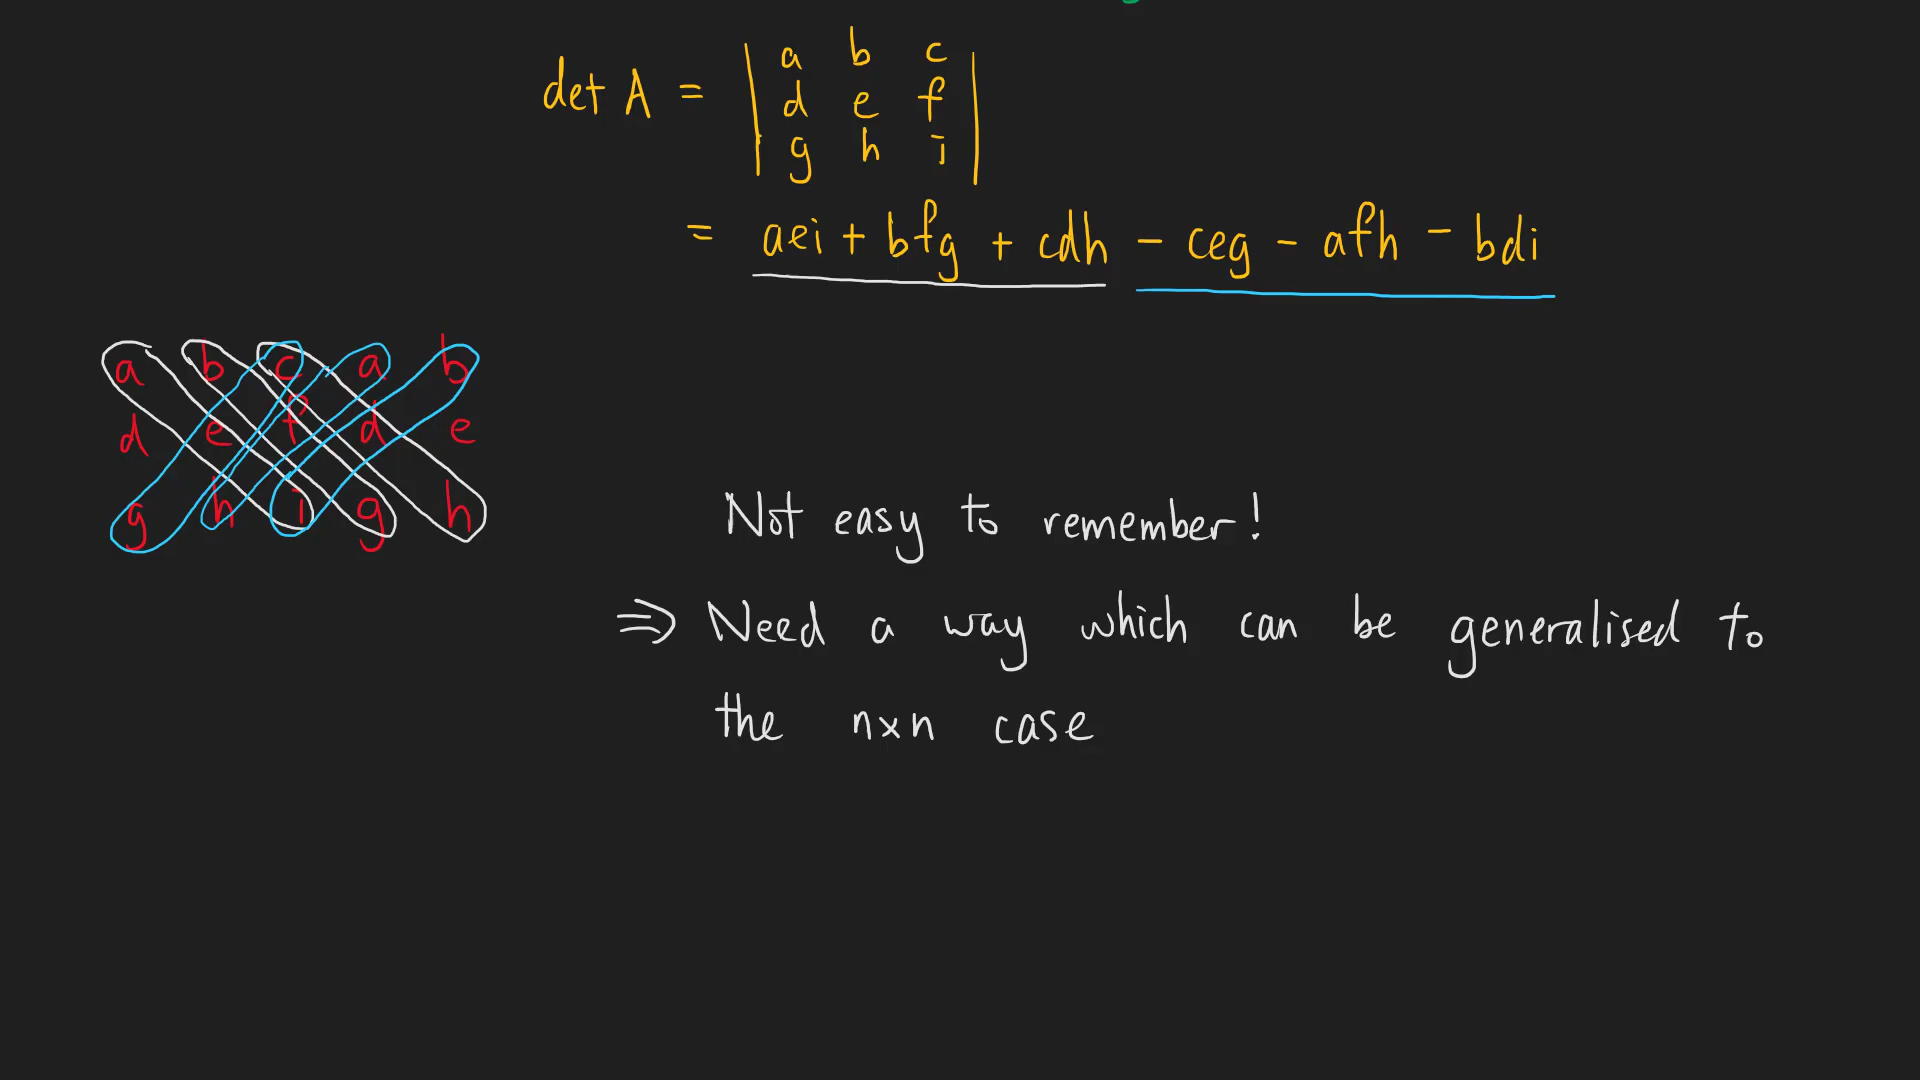 det A = | a b c |
| d e f |
| g h i |
= aei + bfg + cdh - ceg - afh - bdi
a b c a b
d e f d e
g h i g h
Not easy to remember!
⇒ Need a way which can be generalised to
the n×n case